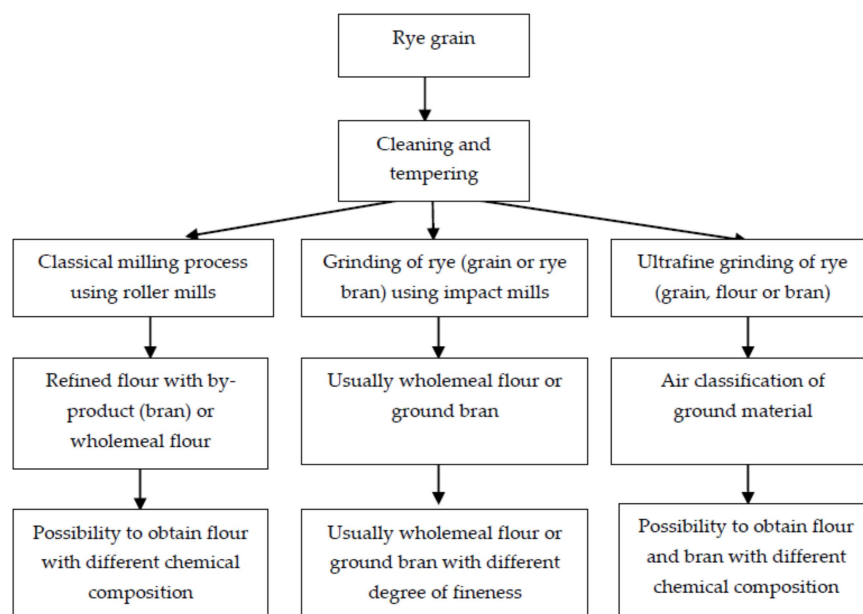 Rye grain
Cleaning and
tempering
Classical milling process
using roller mills
Grinding of rye (grain or rye
bran) using impact mills
Ultrafine grinding of rye
(grain, flour or bran)
Refined flour with by-
product (bran) or
wholemeal flour
Usually wholemeal flour or
ground bran
Air classification of
ground material
Possibility to obtain flour
with different chemical
composition
Usually wholemeal flour or
ground bran with different
degree of fineness
Possibility to obtain flour
and bran with different
chemical composition